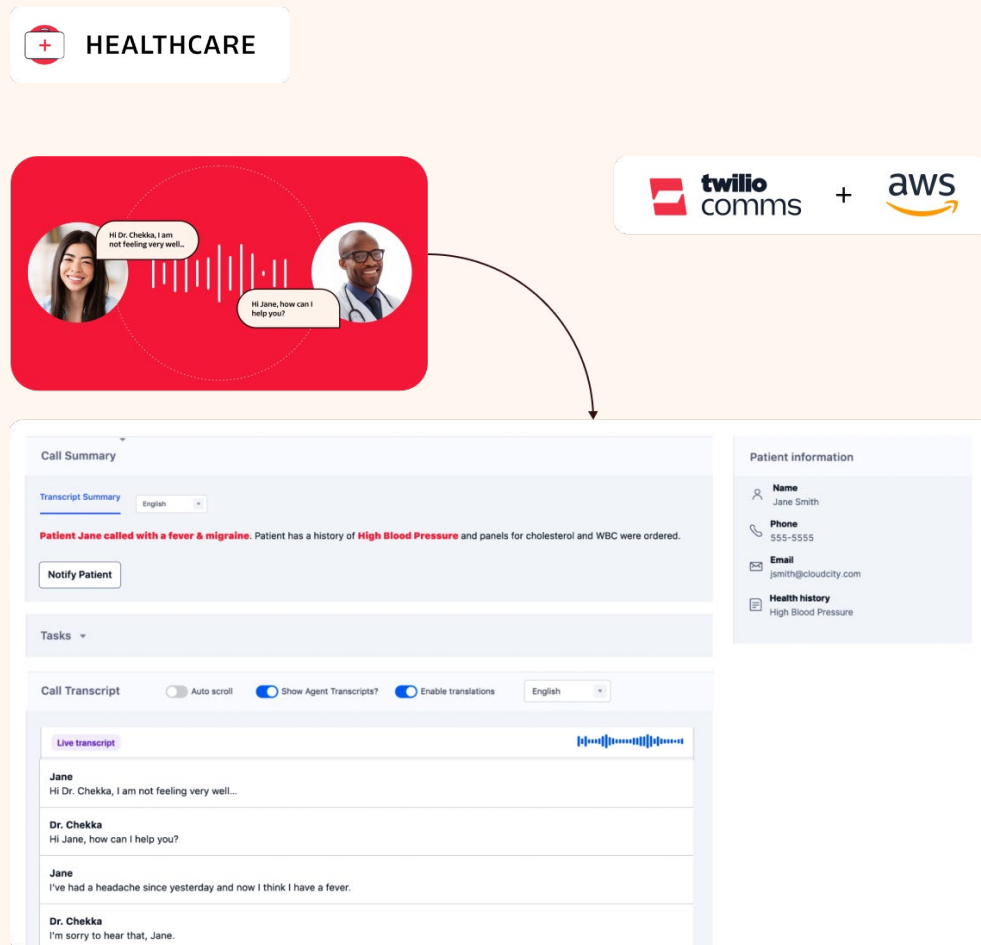 HEALTHCARE
twilio
comms
+
aws
Hi Dr. Chekka, I am
not feeling very well..
Hi Jane, how can I
help you?
Call Summary
Transcript Summary
English
Patient Jane called with a fever & migraine. Patient has a history of High Blood Pressure and panels for cholesterol and WBC were ordered.
Notify Patient
Tasks
Call Transcript
Auto scroll
Show Agent Transcripts?
Enable translations
English
Live transcript
Jane
Hi Dr. Chekka, I am not feeling very well...
Dr. Chekka
Hi Jane, how can I help you?
Jane
I've had a headache since yesterday and now I think I have a fever.
Dr. Chekka
I'm sorry to hear that, Jane.
Patient information
Name
Jane Smith
Phone
555-5555
Email
jsmith@cloudcity.com
Health history
High Blood Pressure